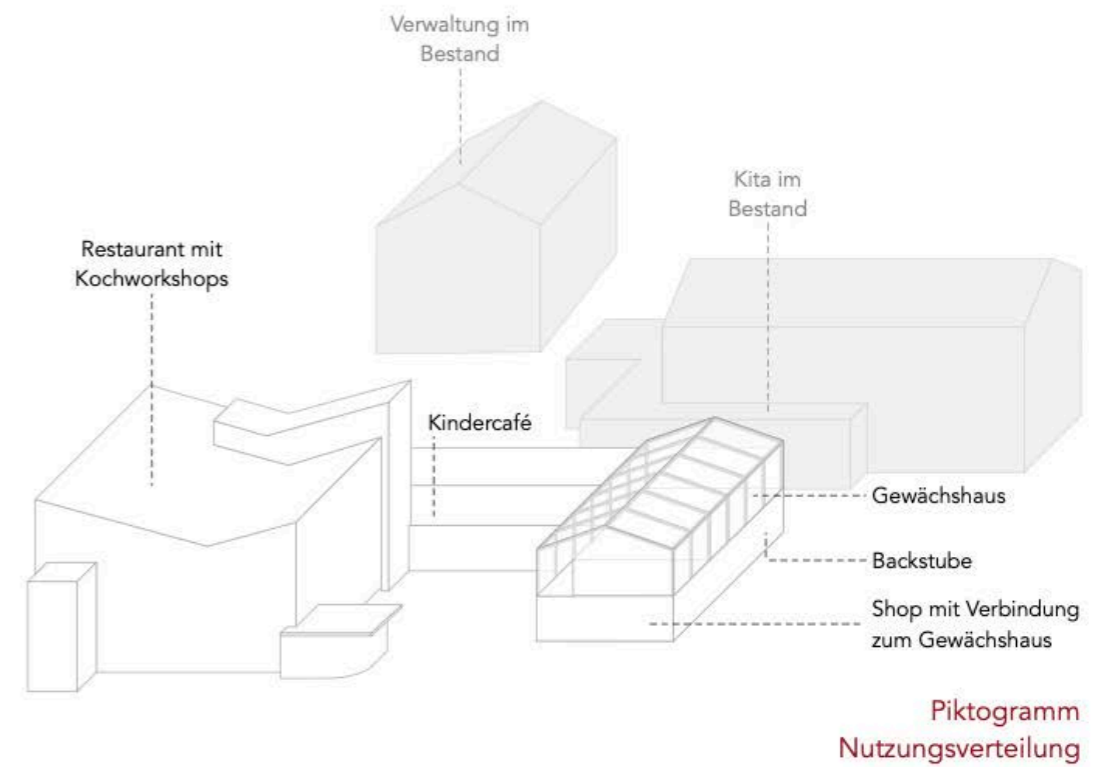 Verwaltung im
Bestand
Kita im
Bestand
Restaurant mit
Kochworkshops
Kindercafé
Gewächshaus
Backstube
Shop mit Verbindung
zum Gewächshaus
Piktogramm
Nutzungsverteilung